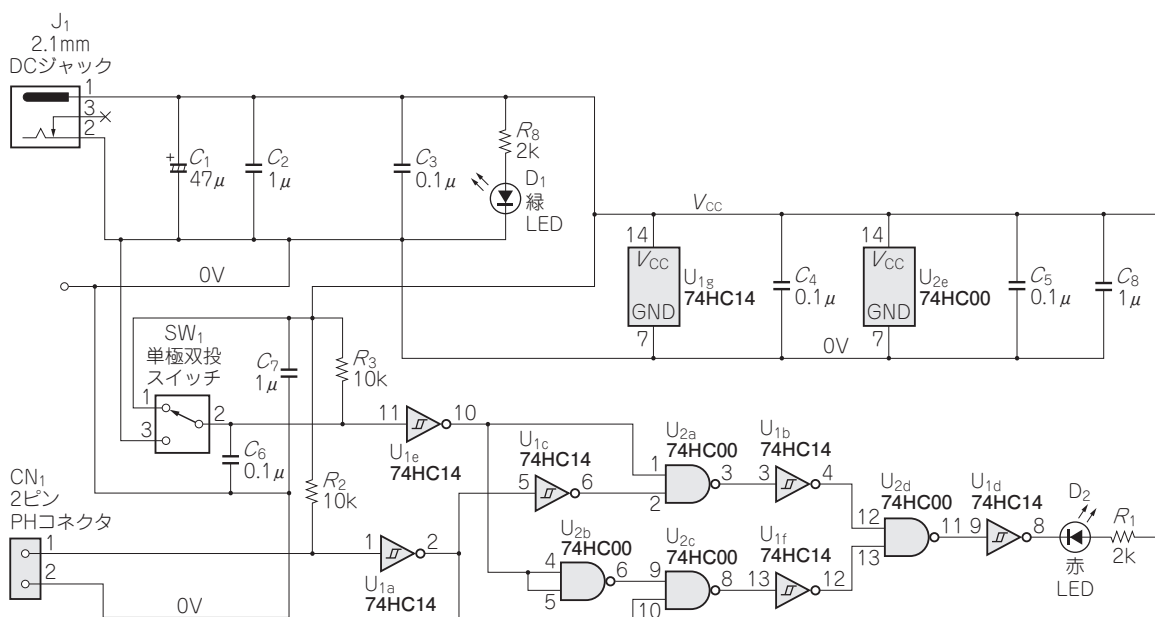 J1
2.1mm
DCジャック
1
3
2
+
C1
47μ
C2
1μ
C3
0.1μ
R8
2k
D1
緑
LED
VCC
14
VCC
GND
7
U1g
74HC14
C4
0.1μ
14
VCC
GND
7
U2e
74HC00
C5
0.1μ
C8
1μ
0V
0V
SW1
単極双投
スイッチ
1
3
2
C7
1μ
R3
10k
C6
0.1μ
R2
10k
11
10
U1e
74HC14
CN1
2ピン
PHコネクタ
1
2
0V
1
2
U1a
74HC14
U1c
74HC14
5
6
U2a
74HC00
1
2
3
U1b
74HC14
3
4
U2b
74HC00
4
5
6
U2c
74HC00
9
10
8
U1f
74HC14
13
12
U2d
74HC00
12
13
11
U1d
74HC14
9
8
D2
赤
LED
R1
2k